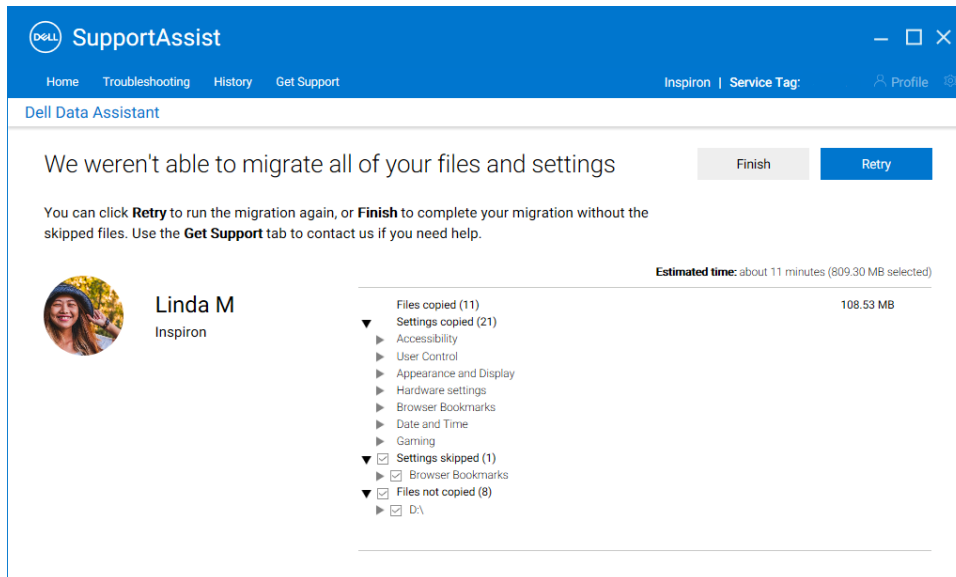 DELL SupportAssist
Home Troubleshooting History Get Support Inspiron | Service Tag: Profile
Dell Data Assistant
We weren't able to migrate all of your files and settings Finish Retry
You can click Retry to run the migration again, or Finish to complete your migration without the
skipped files. Use the Get Support tab to contact us if you need help.
Estimated time: about 11 minutes (809.30 MB selected)
Linda M
Inspiron
Files copied (11) 108.53 MB
Settings copied (21)
Accessibility
User Control
Appearance and Display
Hardware settings
Browser Bookmarks
Date and Time
Gaming
Settings skipped (1)
Browser Bookmarks
Files not copied (8)
D:\